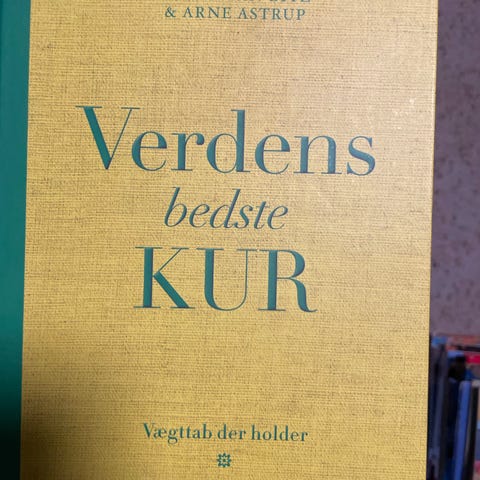 & ARNE ASTRUP
Verdens
bedste
KUR
Vægttab der holder